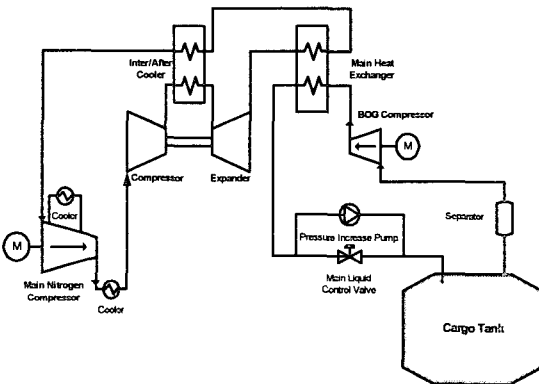 Inter/After
Cooler
Main Heat
Exchanger
BOG Compressor
M
Compressor
Expander
Cooler
Separator
M
Pressure Increase Pump
Main Nitrogen
Compressor
Main Liquid
Control Valve
Cooler
Cargo Tank